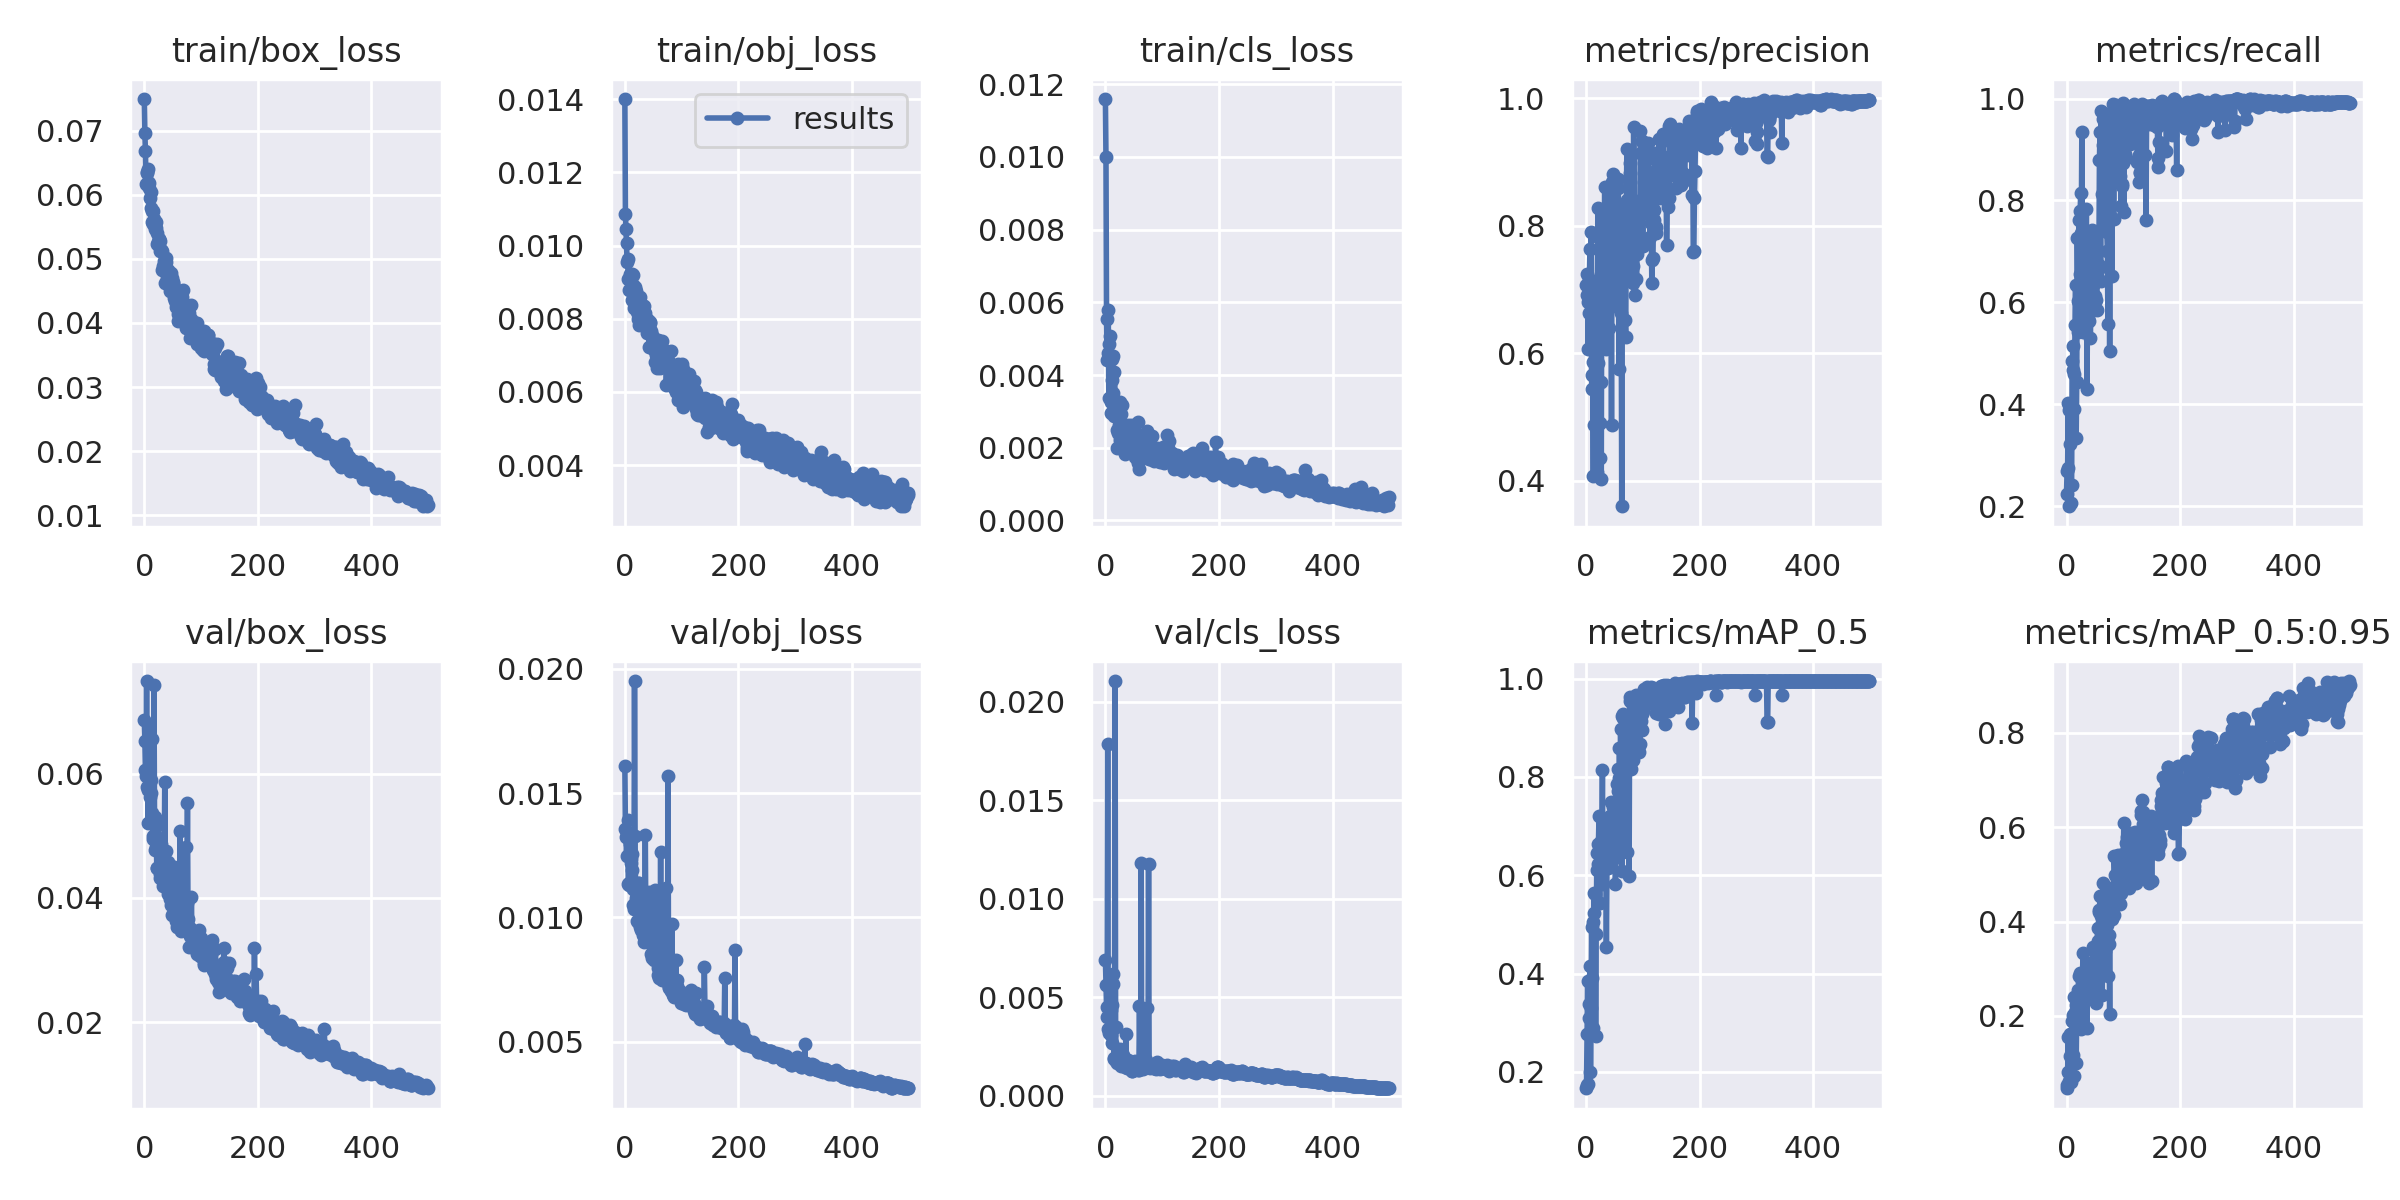 train/box_loss
0.07
0.06
0.05
0.04
0.03
0.02
0.01
0 200 400
train/obj_loss
results
0.014
0.012
0.010
0.008
0.006
0.004
0 200 400
train/cls_loss
0.012
0.010
0.008
0.006
0.004
0.002
0.000
0 200 400
metrics/precision
1.0
0.8
0.6
0.4
0 200 400
metrics/recall
1.0
0.8
0.6
0.4
0.2
0 200 400
val/box_loss
0.06
0.04
0.02
0 200 400
val/obj_loss
0.020
0.015
0.010
0.005
0 200 400
val/cls_loss
0.020
0.015
0.010
0.005
0.000
0 200 400
metrics/mAP_0.5
1.0
0.8
0.6
0.4
0.2
0 200 400
metrics/mAP_0.5:0.95
0.8
0.6
0.4
0.2
0 200 400